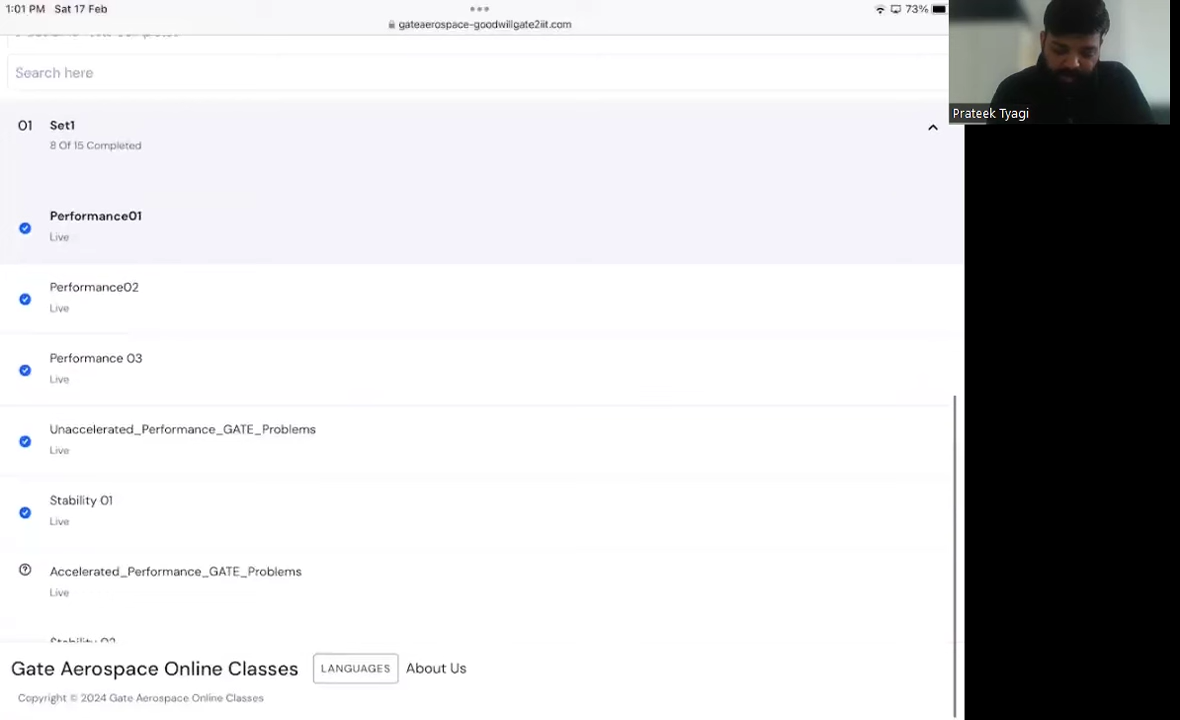 1:01 PM Sat 17 Feb
gateaerospace-goodwillgate2iit.com
73%
Search here
01 Set1
8 Of 15 Completed
Performance01
Live
Performance02
Live
Performance 03
Live
Unaccelerated_Performance_GATE_Problems
Live
Stability 01
Live
Accelerated_Performance_GATE_Problems
Live
Gate Aerospace Online Classes LANGUAGES About Us
Copyright © 2024 Gate Aerospace Online Classes
Prateek Tyagi